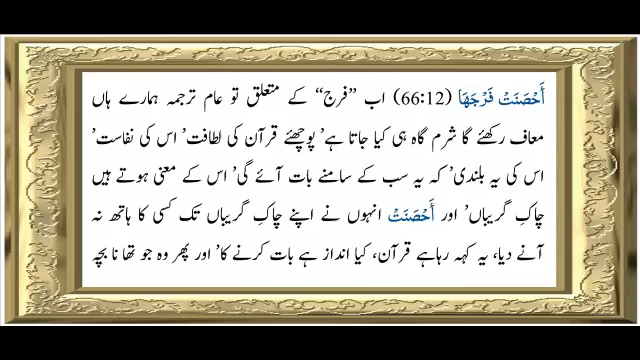 أَحْصَنَتْ فَرْجَهَا (66:12) اب ”فرج“ کے متعلق تو عام ترجمہ ہمارے ہاں
معاف رکھئے گا شرم گاہ ہی کیا جاتا ہے’ پوچھئے قرآن کی لطافت’ اس کی نفاست’
اس کی یہ بلندی’ کہ یہ سب کے سامنے بات آئے گی’ اس کے معنی ہوتے ہیں
چاکِ گریباں’ اور أَحْصَنَتْ انہوں نے اپنے چاکِ گریباں تک کسی کا ہاتھ نہ
آنے دیا، یہ کہہ رہا ہے قرآن، کیا انداز ہے بات کرنے کا’ اور پھر وہ جو تھا نا بچہ